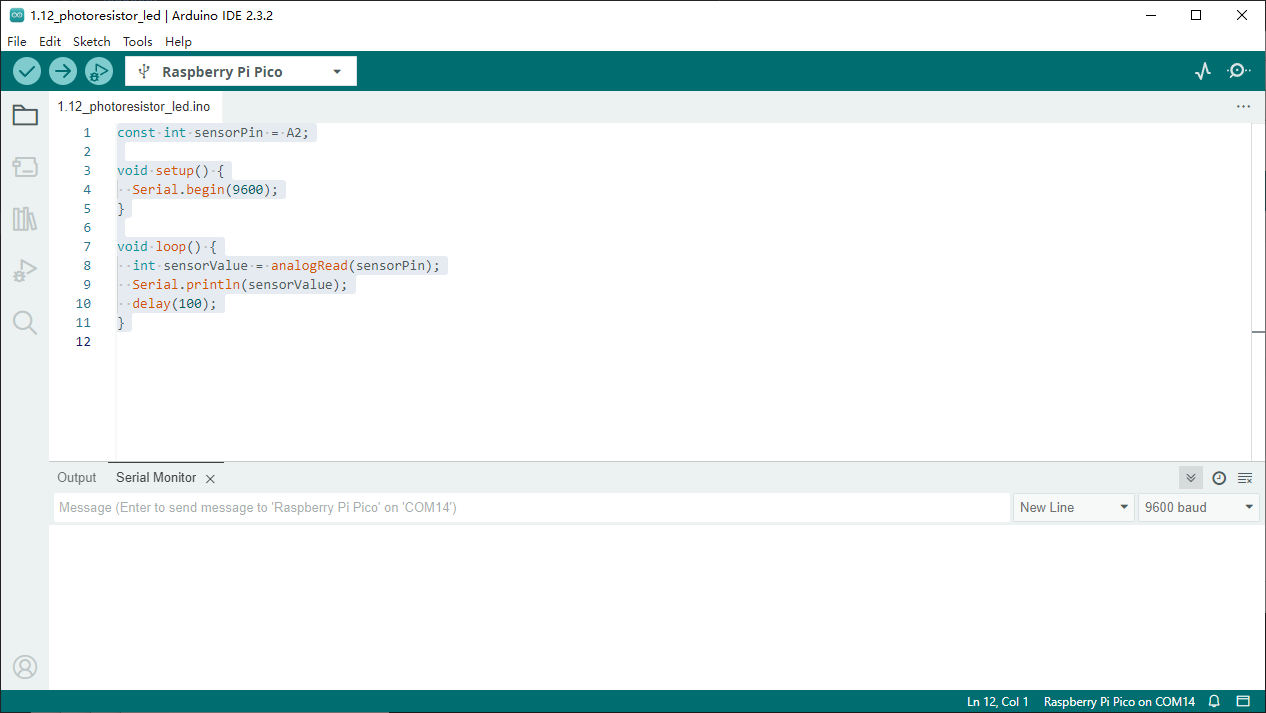 1.12_photoresistor_led | Arduino IDE 2.3.2
File Edit Sketch Tools Help
Raspberry Pi Pico
1.12_photoresistor_led.ino
1 const int sensorPin = A2;
2
3 void setup() {
4 Serial.begin(9600);
5 }
6
7 void loop() {
8 int sensorValue = analogRead(sensorPin);
9 Serial.println(sensorValue);
10 delay(100);
11 }
12
Output Serial Monitor
Message (Enter to send message to 'Raspberry Pi Pico' on 'COM14') New Line 9600 baud
Ln 12, Col 1 Raspberry Pi Pico on COM14